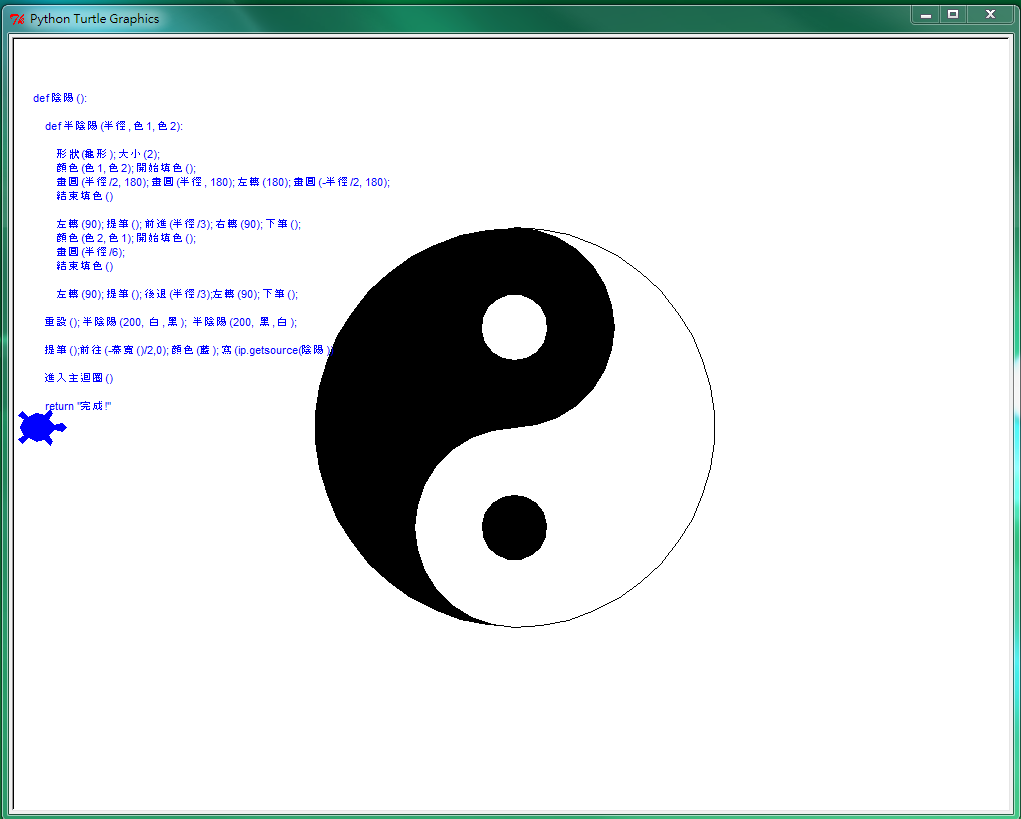 Python Turtle Graphics
def 陰陽 ():
def 半陰陽 (半徑 , 色 1, 色 2):
形狀 (龜形 ); 大小 (2);
顏色 (色 1, 色 2); 開始填色 ();
畫圓 (半徑 /2, 180); 畫圓 (半徑 , 180); 左轉 (180); 畫圓 (-半徑 /2, 180);
結束填色 ()
左轉 (90); 提筆 (); 前進 (半徑 /3); 右轉 (90); 下筆 ();
顏色 (色 2, 色 1); 開始填色 ();
畫圓 (半徑 /6);
結束填色 ()
左轉 (90); 提筆 (); 後退 (半徑 /3);左轉 (90); 下筆 ();
重設 (); 半陰陽 (200, 白 , 黑 ); 半陰陽 (200, 黑 ,白 );
提筆 ();前往 (-幕寬 ()/2,0); 顏色 (藍 ); 寫 (ip.getsource(陰陽 ))
進入主迴圈 ()
return "完成 !"